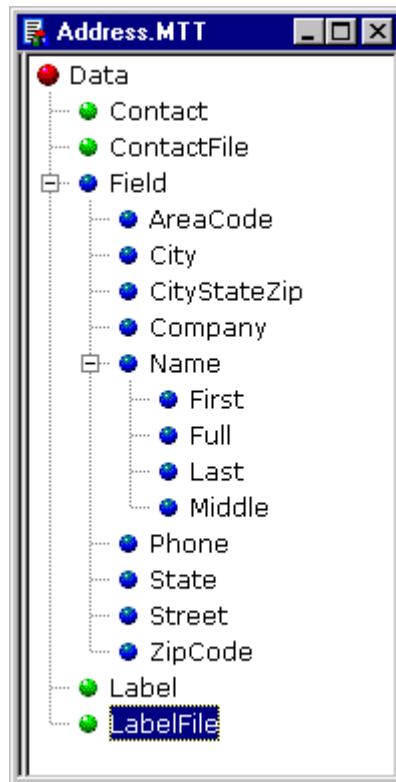 Address.MTT
Data
Contact
ContactFile
Field
AreaCode
City
CityStateZip
Company
Name
First
Full
Last
Middle
Phone
State
Street
ZipCode
Label
LabelFile